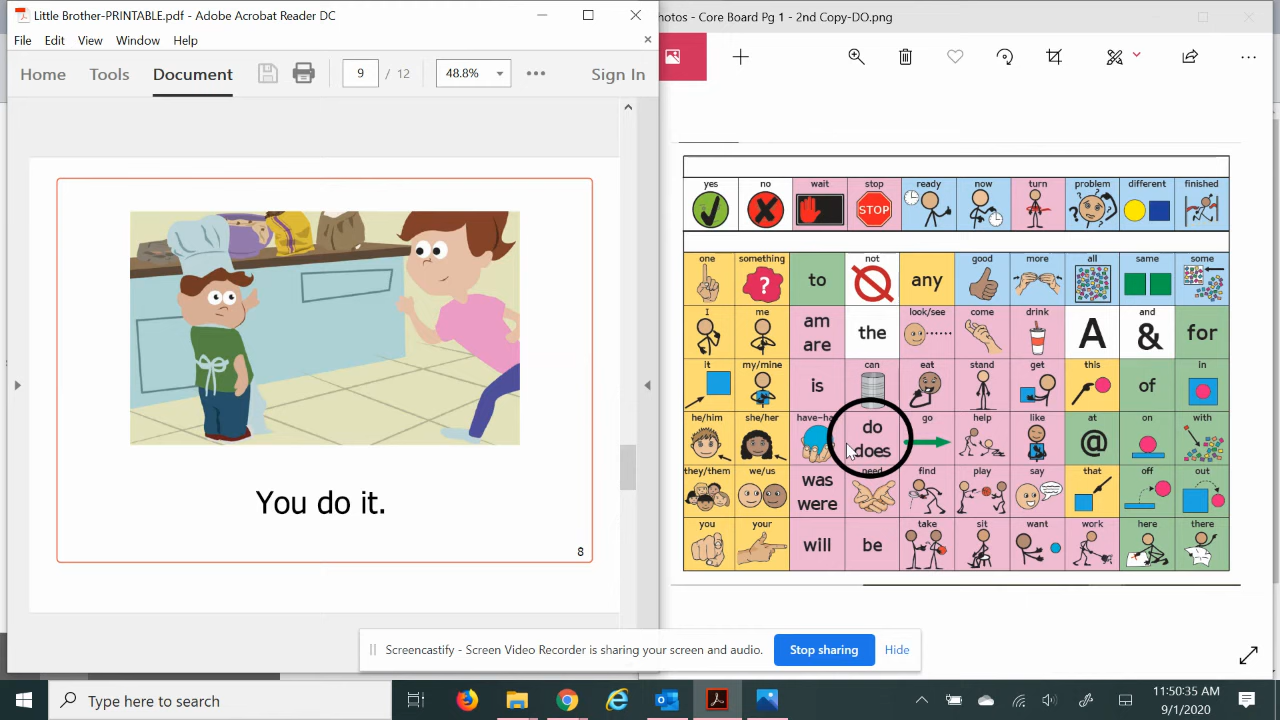 Little Brother-PRINTABLE.pdf - Adobe Acrobat Reader DC
hotos - Core Board Pg 1 - 2nd Copy-DO.png
File Edit View Window Help
Home Tools Document 9 / 12 48.8% Sign In
You do it.
8
yes no wait stop ready now turn problem different finished
STOP
one something to not any good more all same some
?
I me am are the look/see come drink A and & for
it my/mine is can eat stand get this of in
he/him she/her have-ha do does go help like at @ on with
they/them we/us was were need find play say that off out
you your will be take sit want work here there
Screencastify - Screen Video Recorder is sharing your screen and audio. Stop sharing Hide
Type here to search
11:50:35 AM
9/1/2020